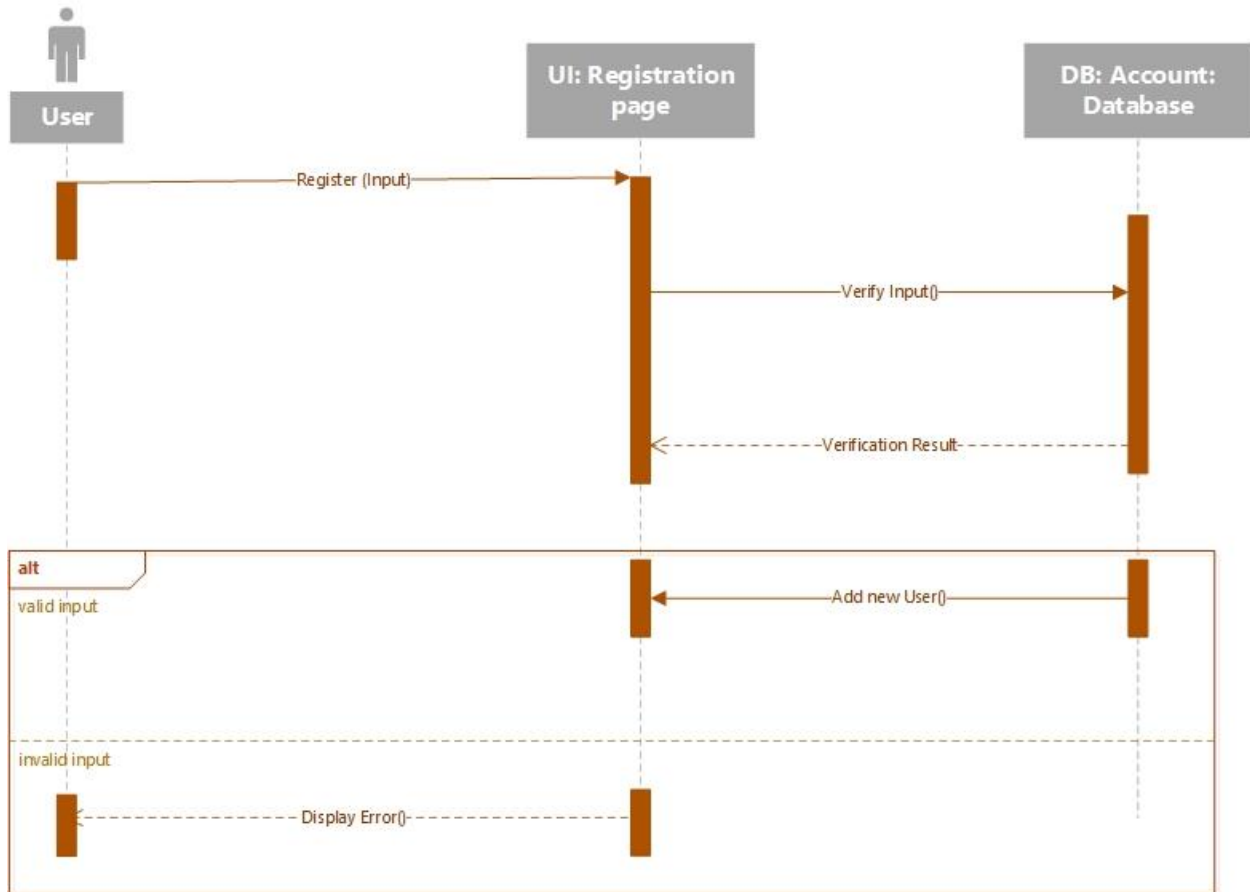 User
UI: Registration
page
DB: Account:
Database
Register (Input)
Verify Input()
Verification Result
alt
valid input
Add new User()
invalid input
Display Error()